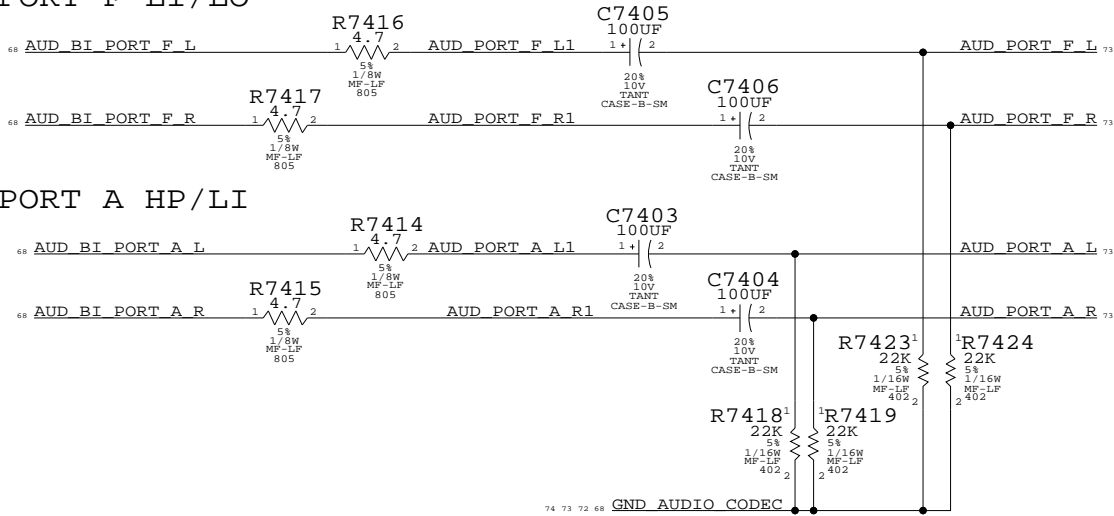 PORT F LI/LO
C7405
R7416
100UF
4.7
68 AUD_BI_PORT_F_L 1 2 AUD_PORT_F_L1 1 + 2 AUD_PORT_F_L 73
5%
1/8W
MF-LF
805
20%
10V
TANT
CASE-B-SM
C7406
R7417
100UF
4.7
68 AUD_BI_PORT_F_R 1 2 AUD_PORT_F_R1 1 + 2 AUD_PORT_F_R 73
5%
1/8W
MF-LF
805
20%
10V
TANT
CASE-B-SM
PORT A HP/LI
C7403
R7414
100UF
4.7
68 AUD_BI_PORT_A_L 1 2 AUD_PORT_A_L1 1 + 2 AUD_PORT_A_L 73
5%
1/8W
MF-LF
805
20%
10V
TANT
CASE-B-SM
C7404
R7415
100UF
4.7
68 AUD_BI_PORT_A_R 1 2 AUD_PORT_A_R1 1 + 2 AUD_PORT_A_R 73
5%
1/8W
MF-LF
805
20%
10V
TANT
CASE-B-SM
R7423 1
22K
5%
1/16W
MF-LF
402 2
1 R7424
22K
5%
1/16W
MF-LF
2 402
R7418 1
22K
5%
1/16W
MF-LF
402 2
1 R7419
22K
5%
1/16W
MF-LF
2 402
74 73 72 68 GND_AUDIO_CODEC